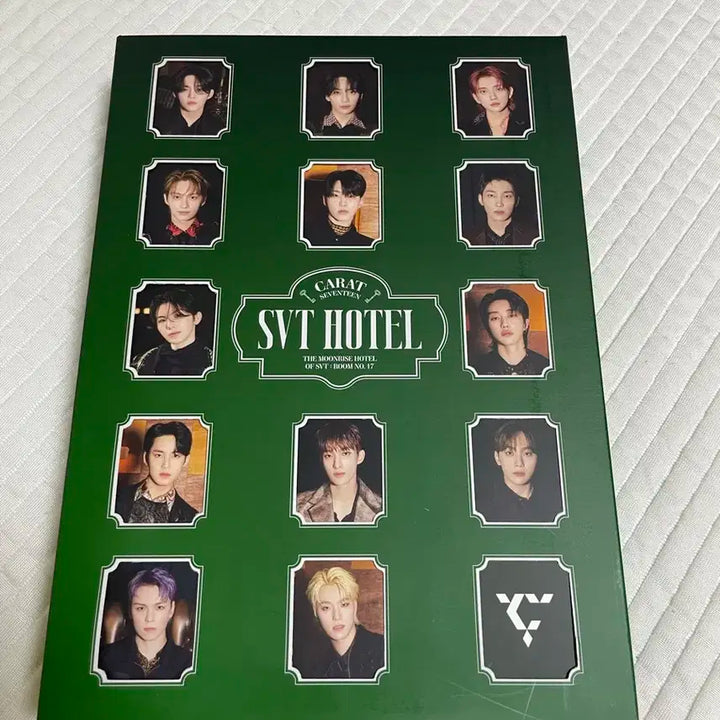 CARAT
SEVENTEEN
SVT HOTEL
THE MOONRISE HOTEL
OF SVT : ROOM NO. 17